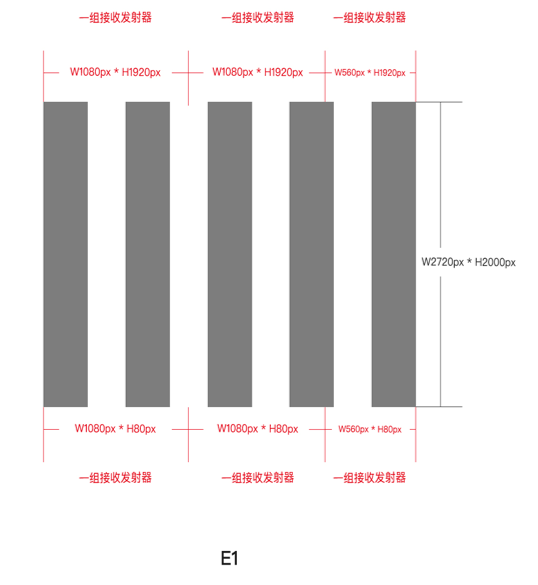 一组接收发射器 一组接收发射器 一组接收发射器
W1080px * H1920px W1080px * H1920px W560px * H1920px
W2720px * H2000px
W1080px * H80px W1080px * H80px W560px * H80px
一组接收发射器 一组接收发射器 一组接收发射器
E1